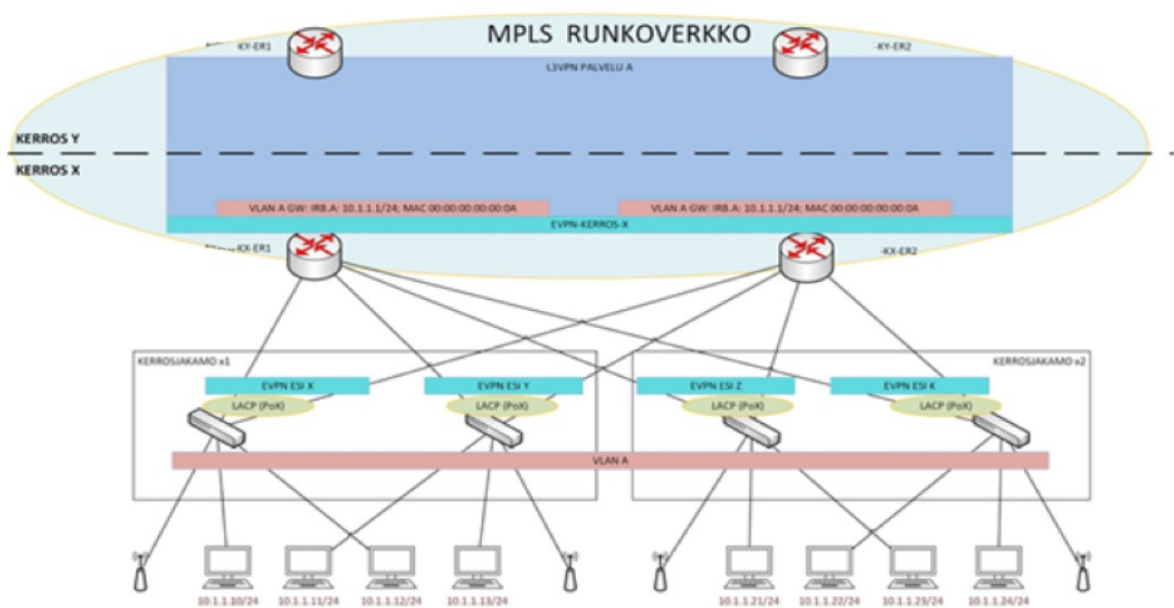 MPLS RUNKOVERKKO
-KY-ER1
-KY-ER2
L3VPN PALVELU A
KERROS Y
KERROS X
VLAN A GW: IRB.A: 10.1.1.1/24; MAC 00:00:00:00:00:0A
VLAN A GW: IRB.A: 10.1.1.1/24; MAC 00:00:00:00:00:0A
EVPN-KERROS-X
-KX-ER1
-KX-ER2
KERROSJAKAMO x1
KERROSJAKAMO x2
EVPN ESI X
EVPN ESI Y
EVPN ESI Z
EVPN ESI K
LACP (PoX)
LACP (PoX)
LACP (PoX)
LACP (PoX)
VLAN A
10.1.1.10/24
10.1.1.11/24
10.1.1.12/24
10.1.1.13/24
10.1.1.21/24
10.1.1.22/24
10.1.1.23/24
10.1.1.24/24